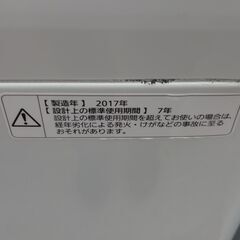 【製造年】 2017年
【設計上の標準使用期間】 7年
設計上の標準使用期間を超えてお使いの場合は、
経年劣化による発火・けがなどの事故に至る
おそれがあります。